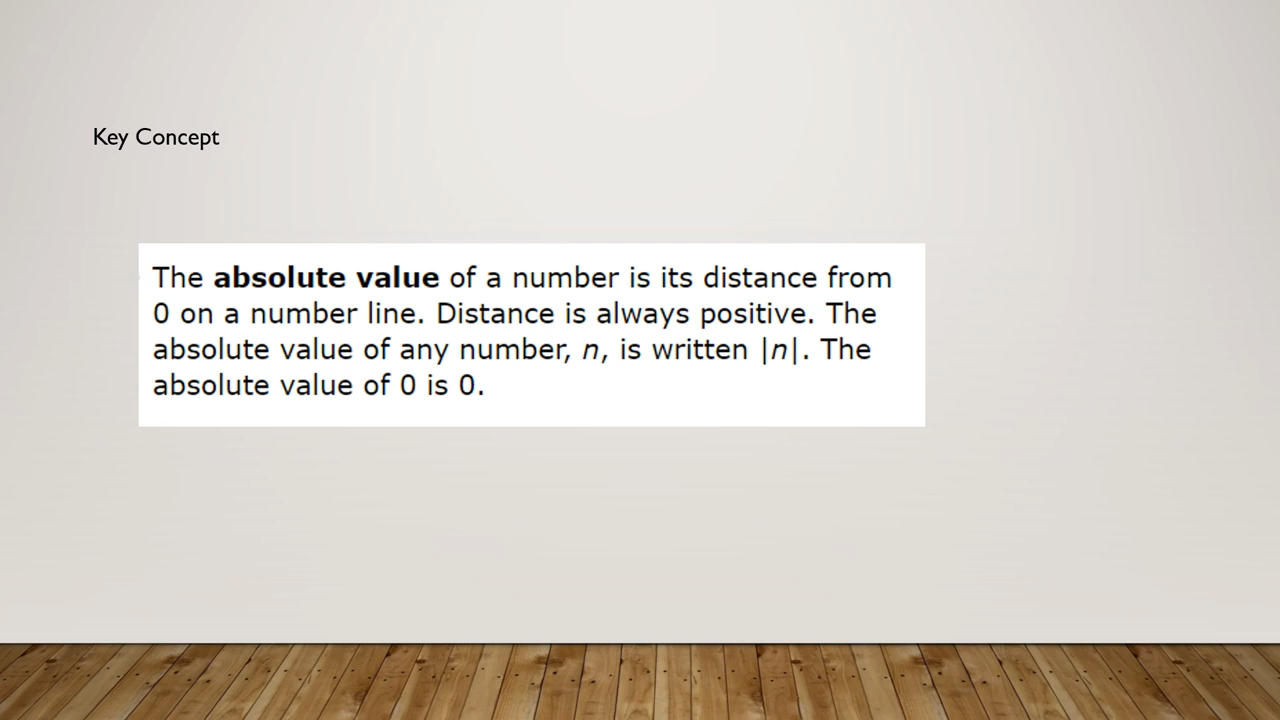 Key Concept
The absolute value of a number is its distance from
0 on a number line. Distance is always positive. The
absolute value of any number, n, is written |n|. The
absolute value of 0 is 0.